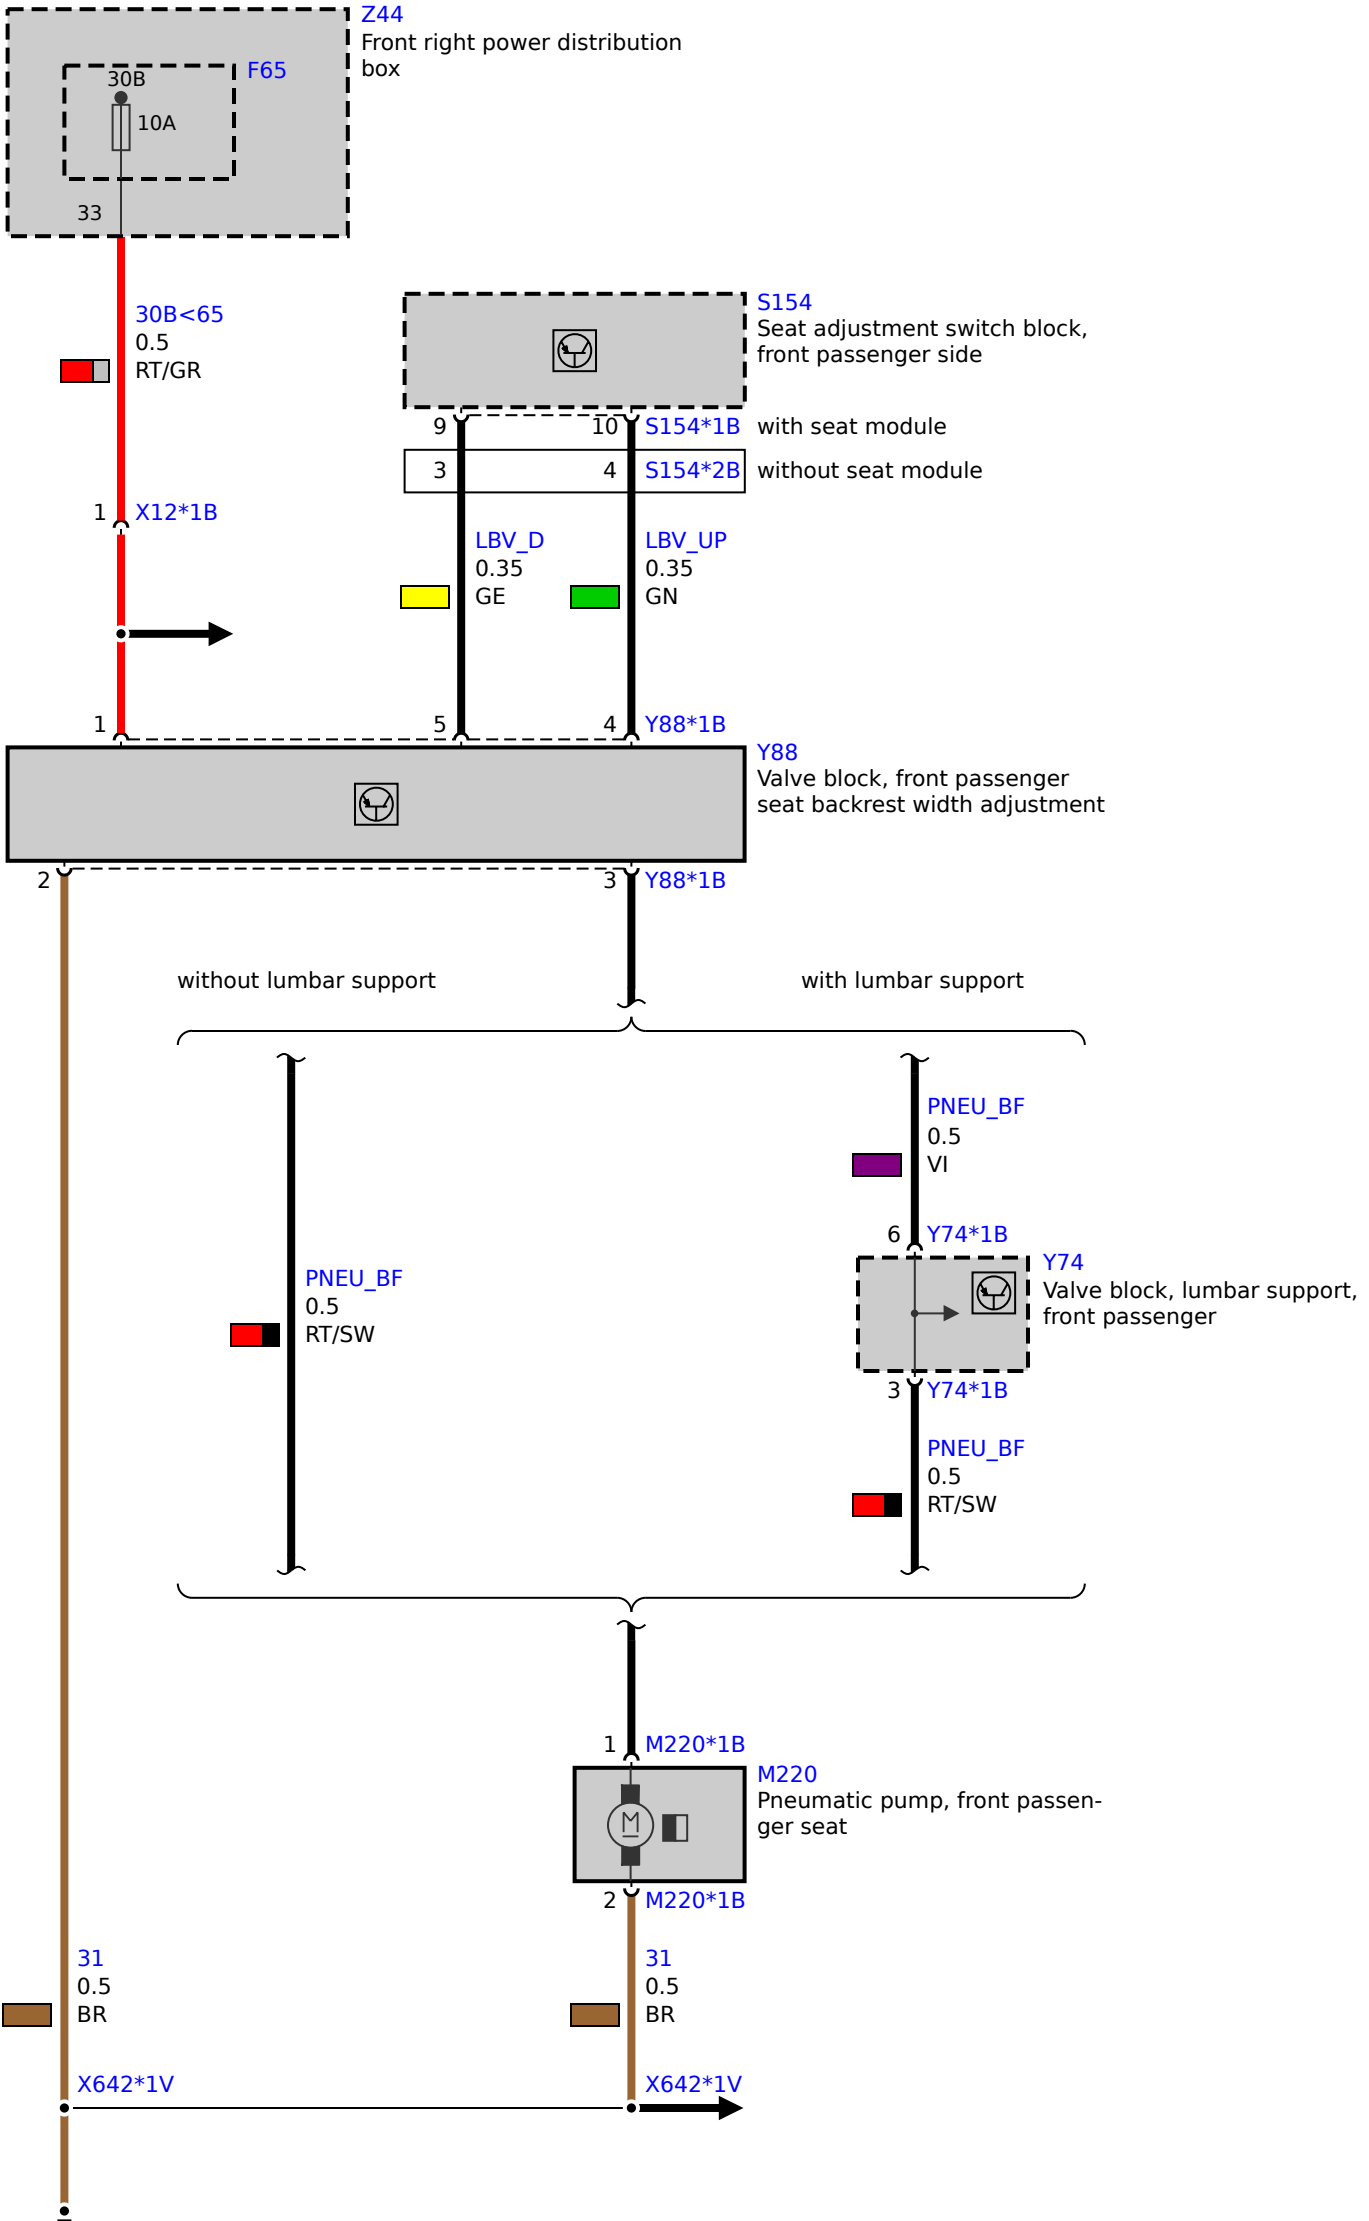 Z44
Front right power distribution
box
F65
30B
10A
33
30B<65
0.5
RT/GR
S154
Seat adjustment switch block,
front passenger side
9
10
S154*1B
with seat module
3
4
S154*2B
without seat module
1
X12*1B
LBV_D
0.35
GE
LBV_UP
0.35
GN
1
5
4
Y88*1B
Y88
Valve block, front passenger
seat backrest width adjustment
2
3
Y88*1B
without lumbar support
with lumbar support
PNEU_BF
0.5
VI
6
Y74*1B
Y74
Valve block, lumbar support,
front passenger
PNEU_BF
0.5
RT/SW
3
Y74*1B
PNEU_BF
0.5
RT/SW
1
M220*1B
M220
Pneumatic pump, front passen-
ger seat
M
2
M220*1B
31
0.5
BR
31
0.5
BR
X642*1V
X642*1V